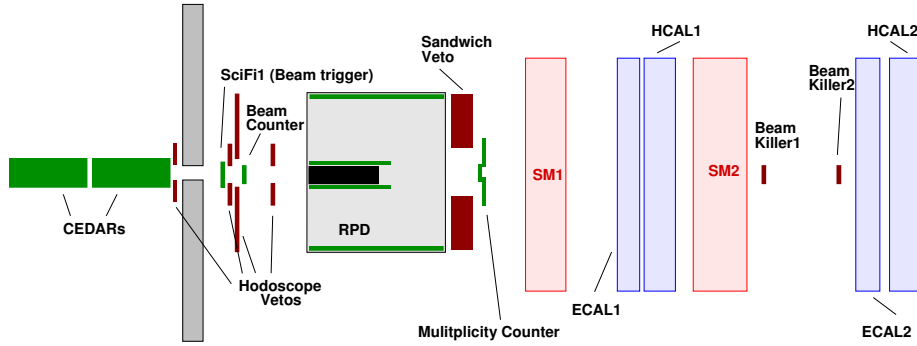 HCAL1
HCAL2
Sandwich
Veto
SciFi1 (Beam trigger)
Beam
Counter
Beam
Killer2
Beam
Killer1
SM1
SM2
CEDARs
RPD
Hodoscope
Vetos
ECAL1
Mulitplicity Counter
ECAL2